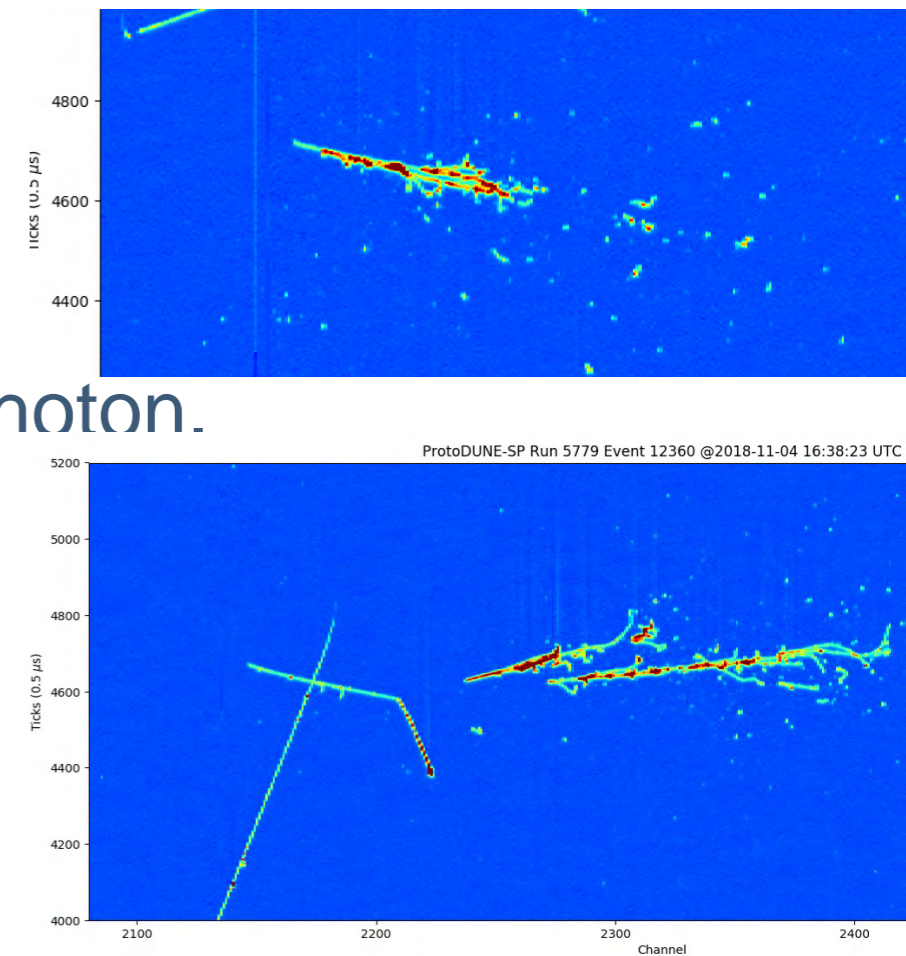 4800
TICKS (0.5 μs)
4600
4400
hoton.
ProtoDUNE-SP Run 5779 Event 12360 @2018-11-04 16:38:23 UTC
5200
5000
4800
Ticks (0.5 μs)
4600
4400
4200
4000
2100 2200 2300 2400
Channel